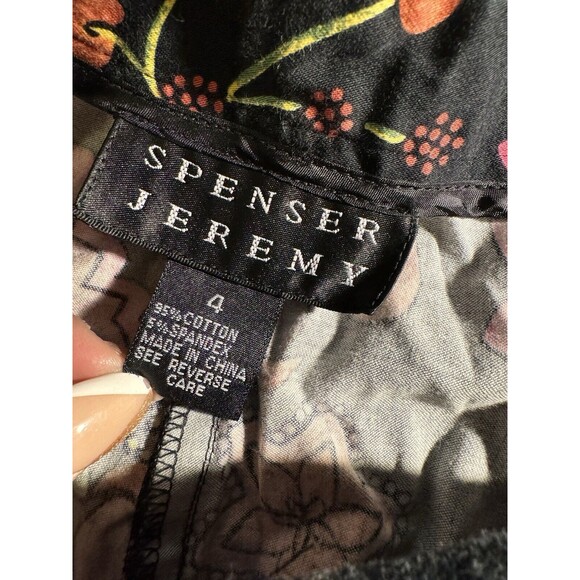 SPENSER
JEREMY
4
95% COTTON
5% SPANDEX
MADE IN CHINA
SEE REVERSE
CARE